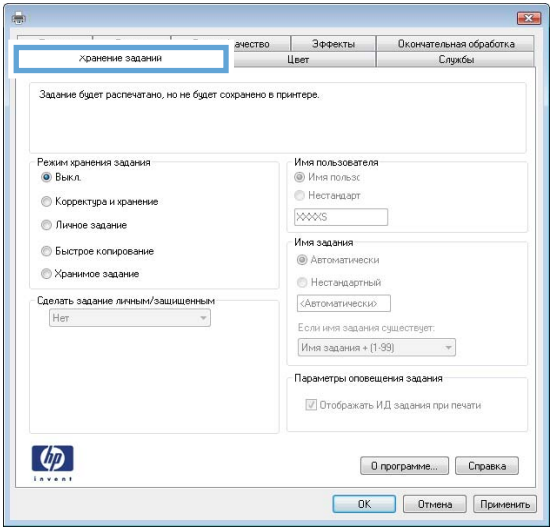 ачество
Эффекты
Окончательная обработка
Хранение заданий
Цвет
Службы
Задание будет распечатано, но не будет сохранено в принтере.
Режим хранения задания
Выкл.
Корректура и хранение
Личное задание
Быстрое копирование
Хранимое задание
Сделать задание личным/защищенным
Нет
Имя пользователя
Имя пользс
Нестандарт
XXXXS
Имя задания
Автоматически
Нестандартный
<Автоматически>
Если имя задания существует:
Имя задания + (1-99)
Параметры оповещения задания
Отображать ИД задания при печати
hp
invent
О программе...
Справка
OK
Отмена
Применить